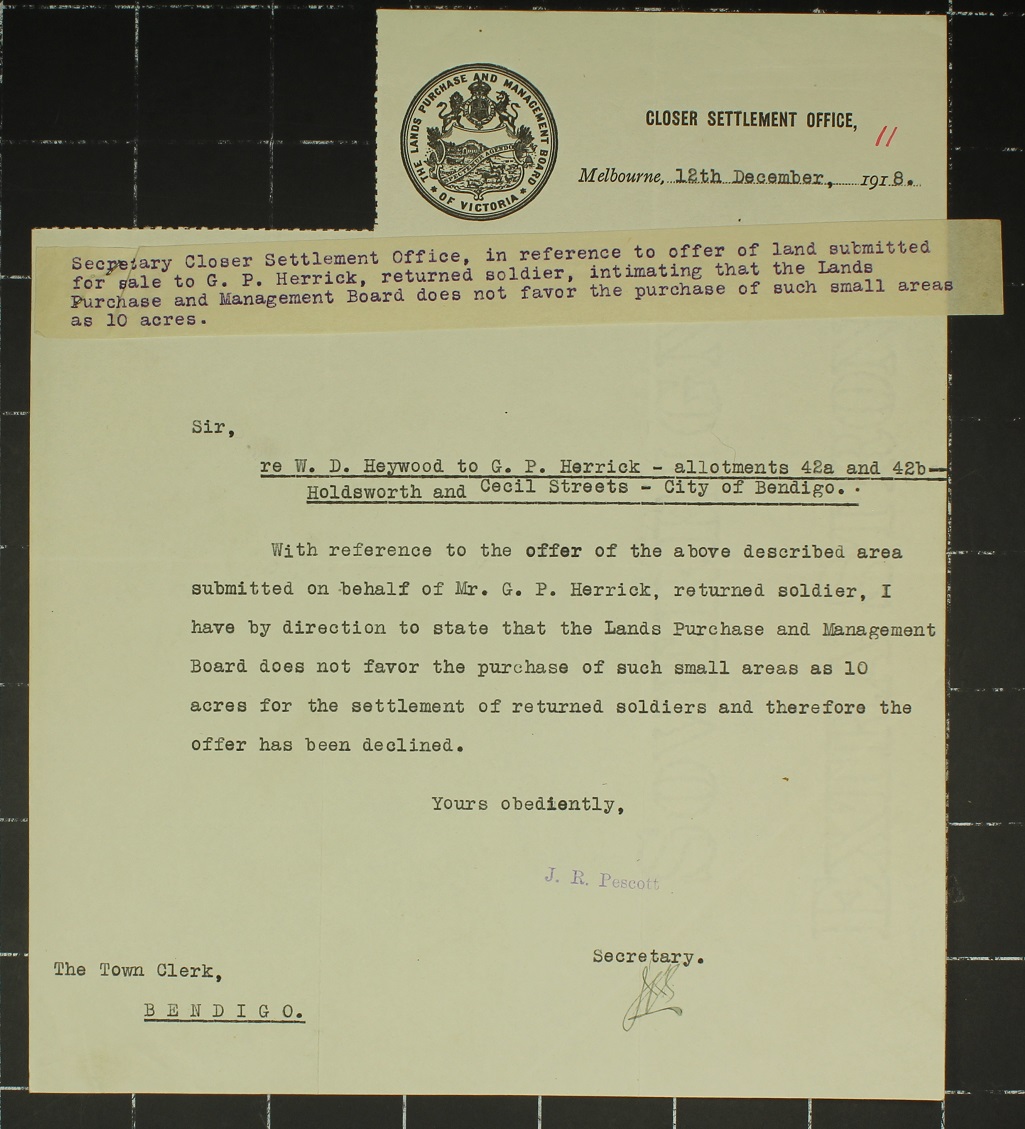 THE LANDS PURCHASE AND MANAGEMENT BOARD
* OF VICTORIA *
CLOSER SETTLEMENT OFFICE,
11
Melbourne, 12th December, 1918.
Secretary Closer Settlement Office, in reference to offer of land submitted
for sale to G. P. Herrick, returned soldier, intimating that the Lands
Purchase and Management Board does not favor the purchase of such small areas
as 10 acres.
Sir,
re W. D. Heywood to G. P. Herrick - allotments 42a and 42b-
Holdsworth and Cecil Streets - City of Bendigo.
With reference to the offer of the above described area
submitted on behalf of Mr. G. P. Herrick, returned soldier, I
have by direction to state that the Lands Purchase and Management
Board does not favor the purchase of such small areas as 10
acres for the settlement of returned soldiers and therefore the
offer has been declined.
Yours obediently,
J. R. Pescott
Secretary.
The Town Clerk,
BENDIGO.